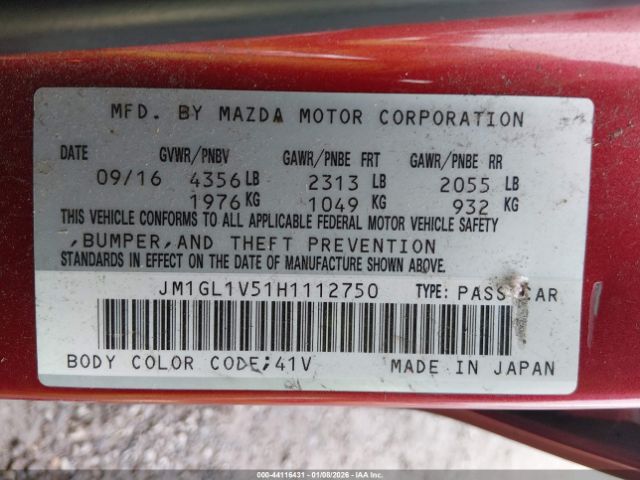 MFD. BY MAZDA MOTOR CORPORATION
DATE GVWR/PNBV GAWR/PNBE FRT GAWR/PNBE RR
09/16 4356 LB 2313 LB 2055 LB
1976 KG 1049 KG 932 KG
THIS VEHICLE CONFORMS TO ALL APPLICABLE FEDERAL MOTOR VEHICLE SAFETY
,BUMPER,AND THEFT PREVENTION
STANDARDS IN EFFECT ON THE DATE OF MANUFACTURE SHOWN ABOVE.
JM1GL1V51H1112750 TYPE: PASS CAR
BODY COLOR CODE;41V MADE IN JAPAN
000-44116431 - 01/08/2026 - IAA Inc.